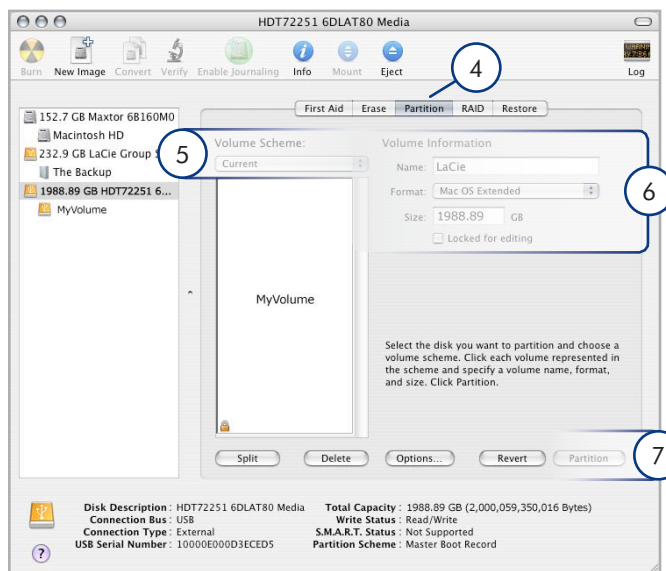 HDT72251 6DLAT80 Media
Burn New Image Convert Verify Enable Journaling Info Mount Eject Log
4
First Aid Erase Partition RAID Restore
152.7 GB Maxtor 6B160M0
Macintosh HD
232.9 GB LaCie Group
The Backup
1988.89 GB HDT72251 6...
MyVolume
5
Volume Scheme:
Current
MyVolume
Volume Information
Name: LaCie
Format: Mac OS Extended
Size: 1988.89 GB
Locked for editing
6
Select the disk you want to partition and choose a
volume scheme. Click each volume represented in
the scheme and specify a volume name, format,
and size. Click Partition.
Split Delete Options... Revert Partition
7
Disk Description : HDT72251 6DLAT80 Media
Connection Bus : USB
Connection Type : External
USB Serial Number : 10000E000D3ECED5
Total Capacity : 1988.89 GB (2,000,059,350,016 Bytes)
Write Status : Read/Write
S.M.A.R.T. Status : Not Supported
Partition Scheme : Master Boot Record
?